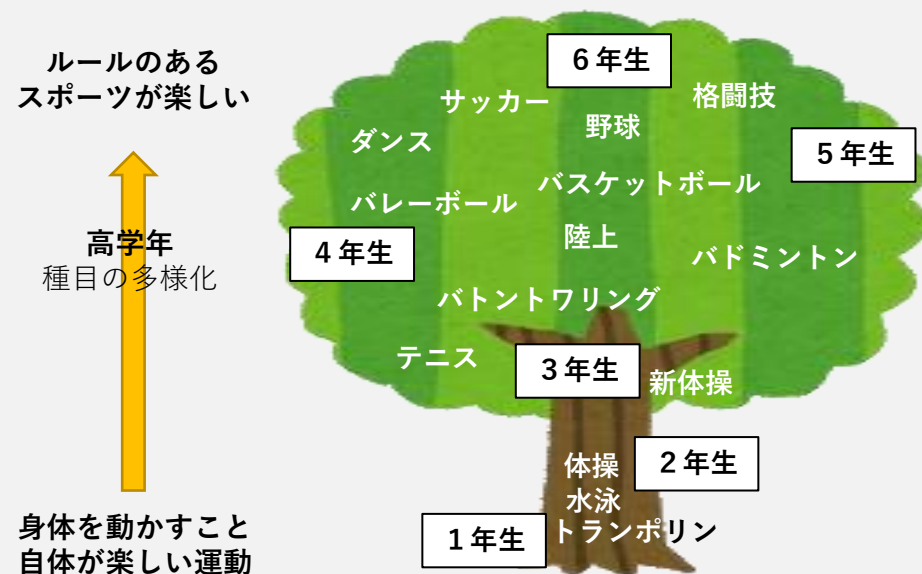 ルールのある
スポーツが楽しい
高学年
種目の多様化
身体を動かすこと
自体が楽しい運動
６年生
サッカー
格闘技
野球
ダンス
５年生
バスケットボール
バレーボール
陸上
４年生
バドミントン
バトントワリング
テニス
３年生
新体操
体操
２年生
水泳
トランポリン
１年生